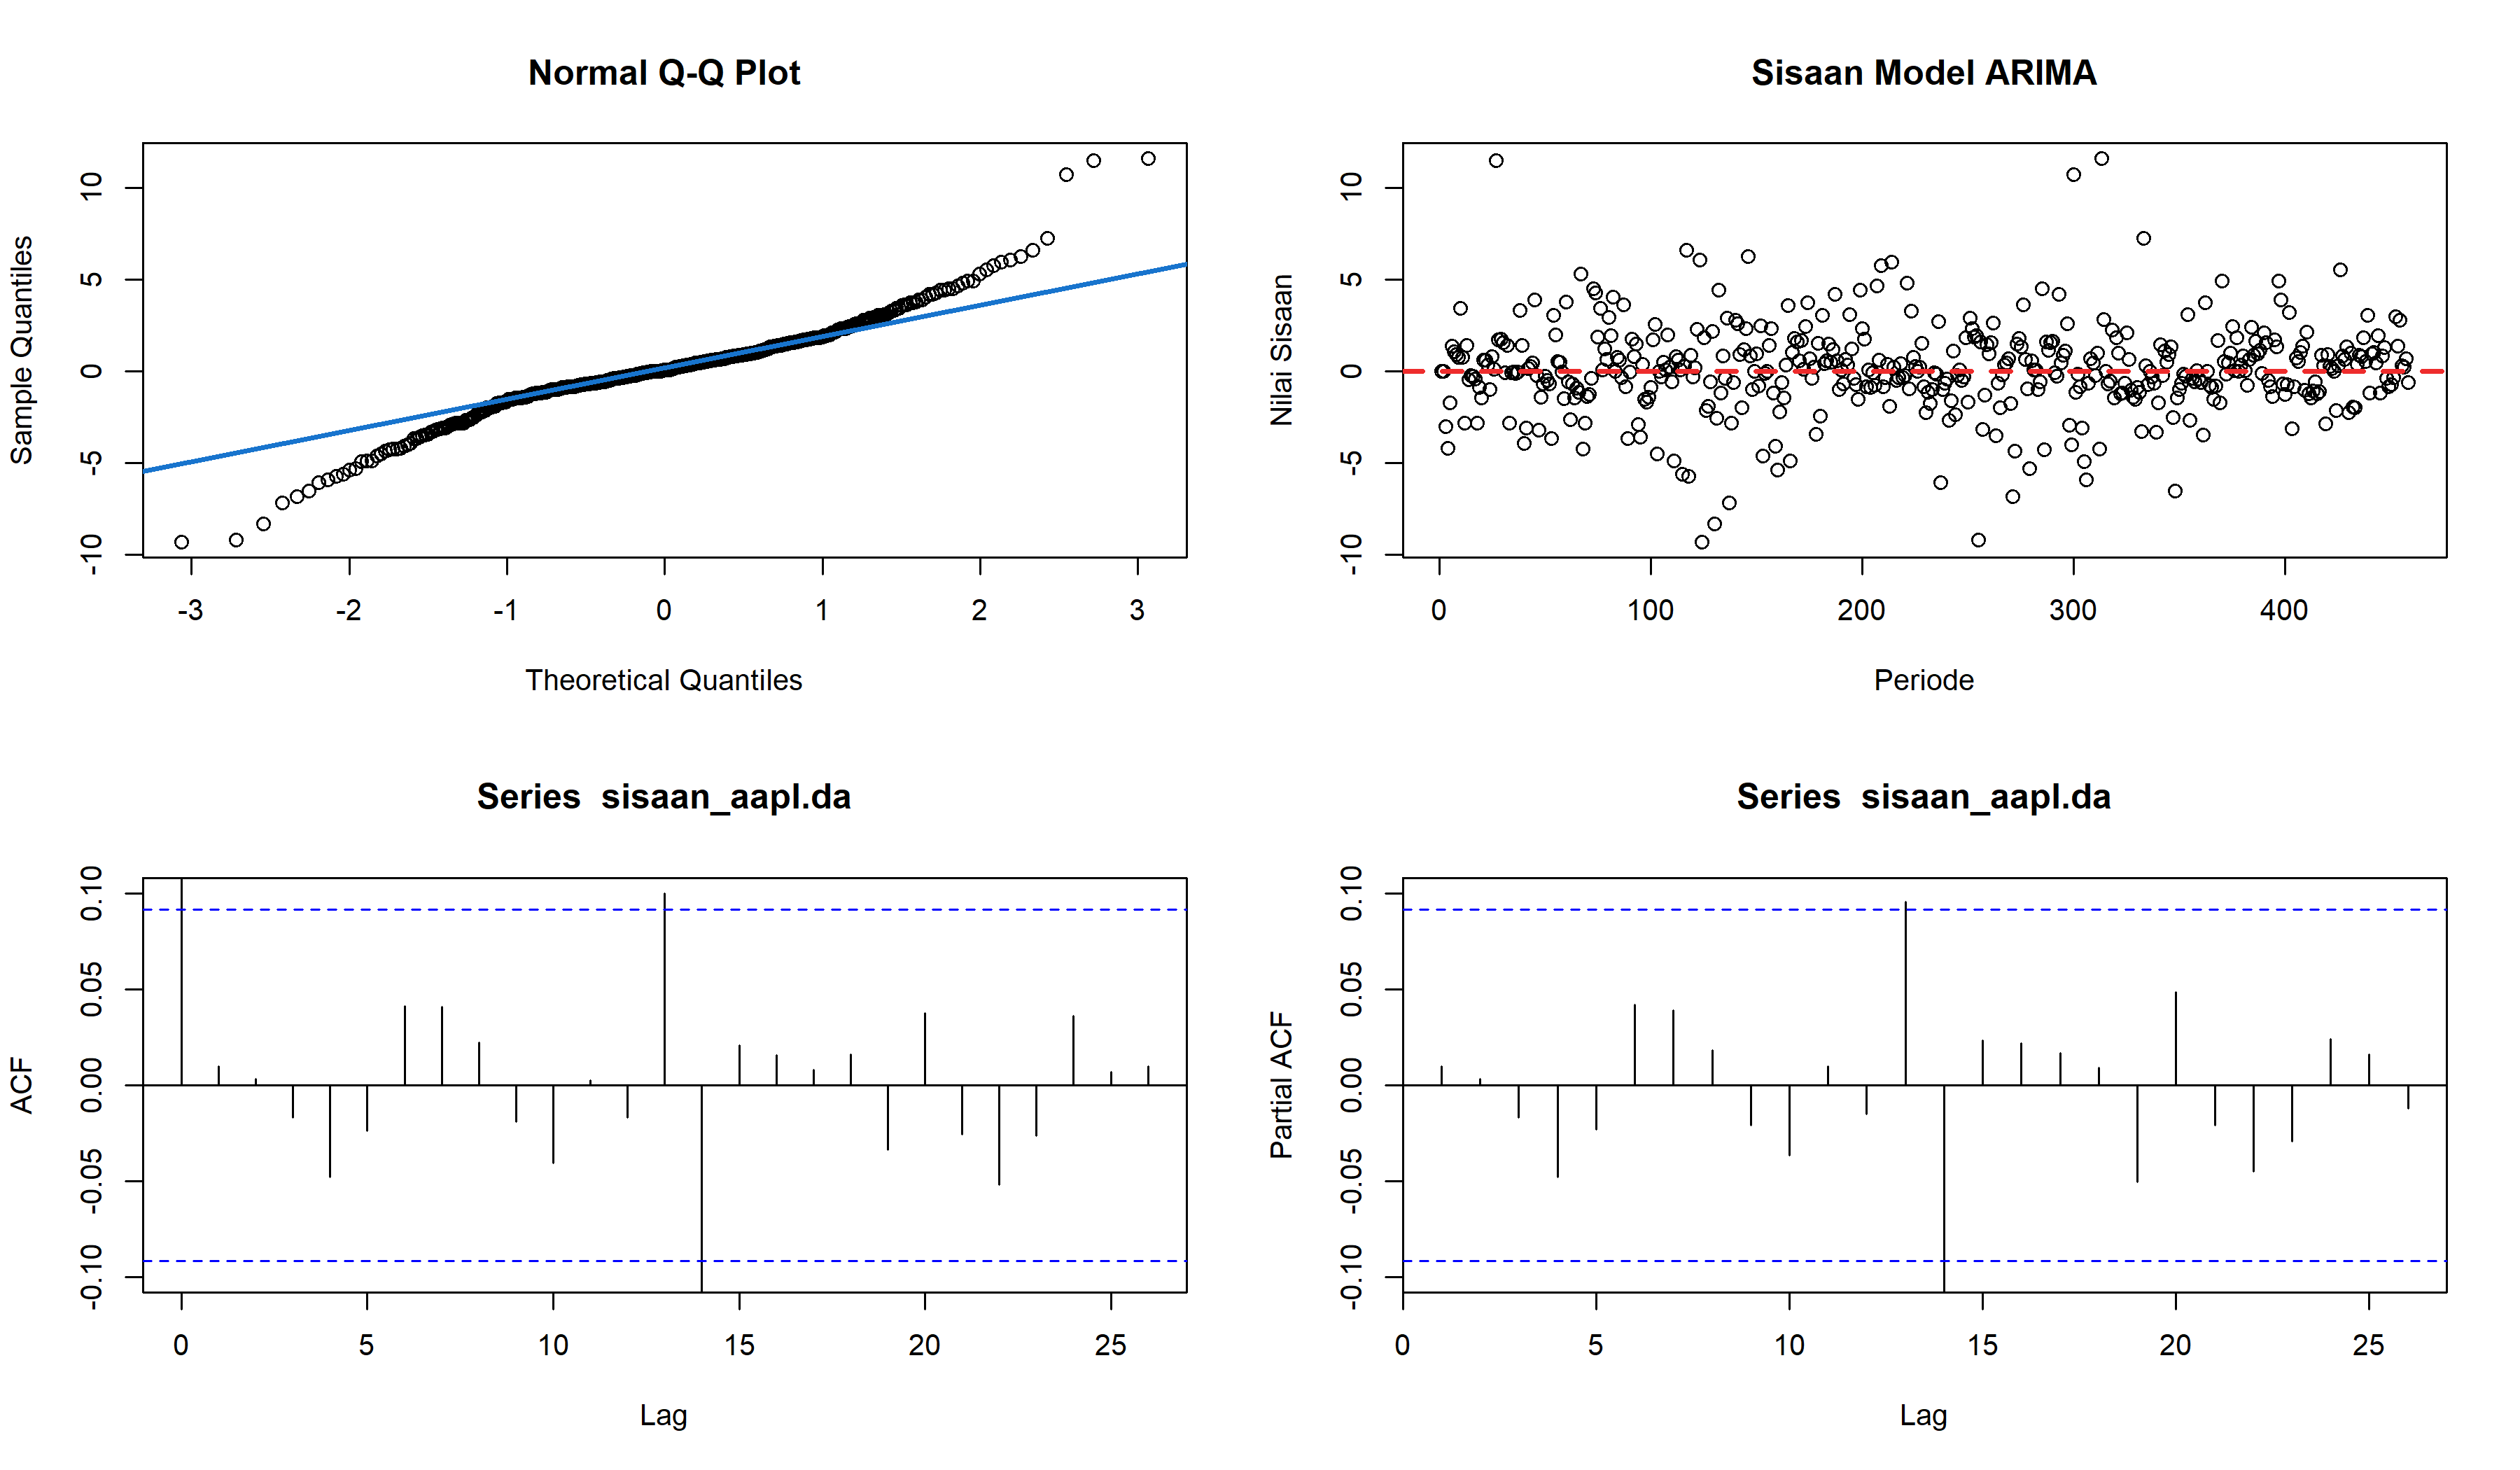 Normal Q-Q Plot
Sample Quantiles
10
5
0
-5
-10
-3 -2 -1 0 1 2 3
Theoretical Quantiles
Sisaan Model ARIMA
Nilai Sisaan
10
5
0
-5
-10
0 100 200 300 400
Periode
Series sisaan_aapl.da
ACF
0.10
0.05
0.00
-0.05
-0.10
0 5 10 15 20 25
Lag
Series sisaan_aapl.da
Partial ACF
0.10
0.05
0.00
-0.05
-0.10
0 5 10 15 20 25
Lag